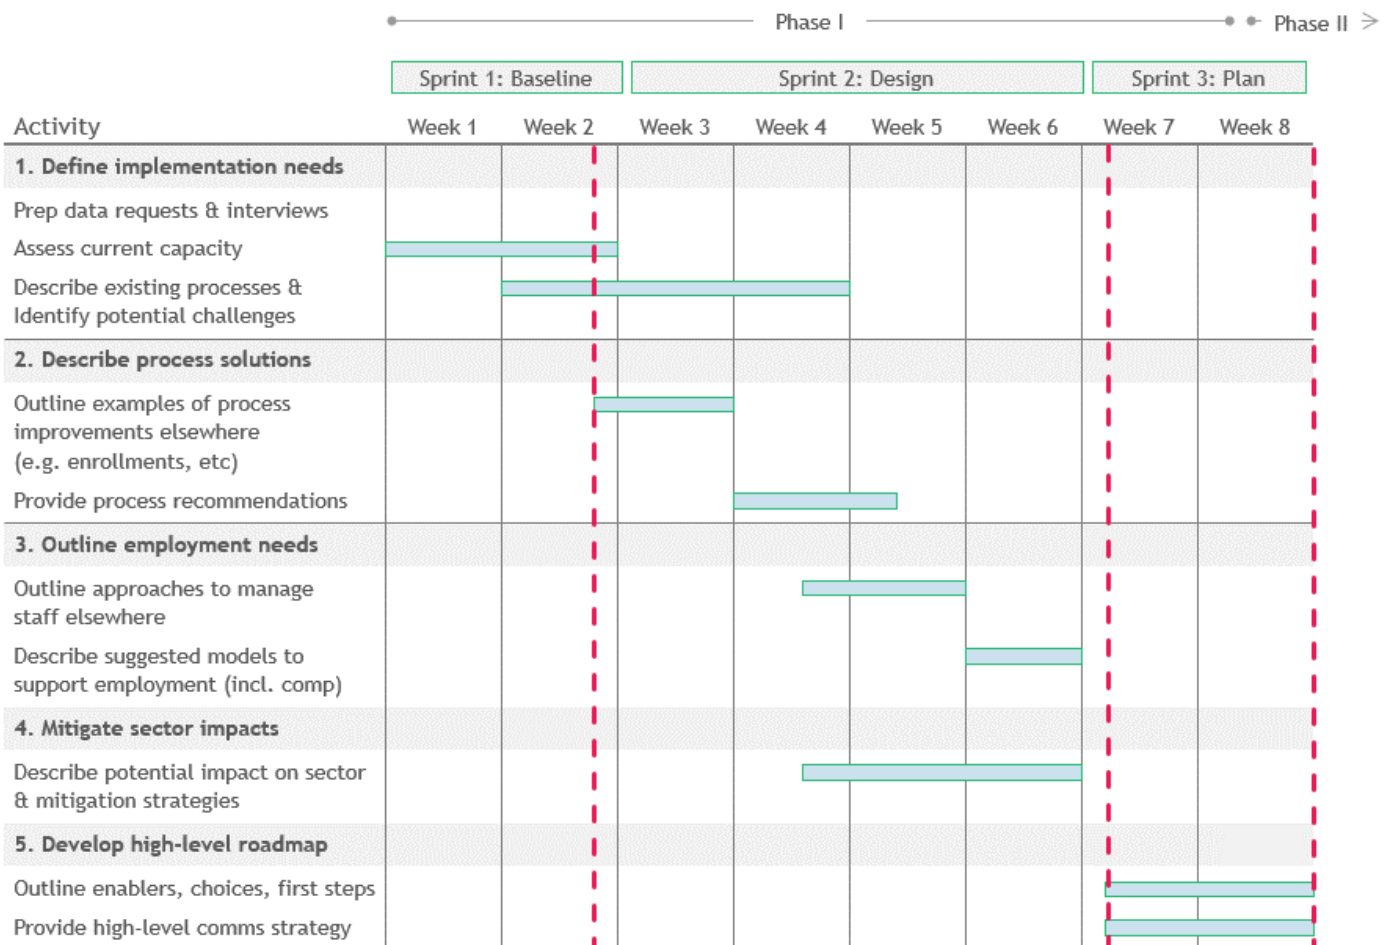 Phase I
Phase II
Sprint 1: Baseline
Sprint 2: Design
Sprint 3: Plan
Activity
Week 1
Week 2
Week 3
Week 4
Week 5
Week 6
Week 7
Week 8
1. Define implementation needs
Prep data requests & interviews
Assess current capacity
Describe existing processes &
Identify potential challenges
2. Describe process solutions
Outline examples of process
improvements elsewhere
(e.g. enrollments, etc)
Provide process recommendations
3. Outline employment needs
Outline approaches to manage
staff elsewhere
Describe suggested models to
support employment (incl. comp)
4. Mitigate sector impacts
Describe potential impact on sector
& mitigation strategies
5. Develop high-level roadmap
Outline enablers, choices, first steps
Provide high-level comms strategy